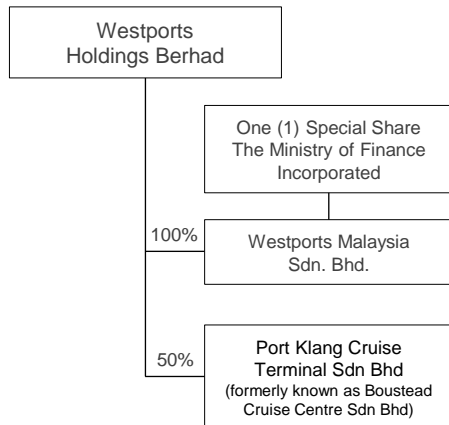 Westports
Holdings Berhad
One (1) Special Share
The Ministry of Finance
Incorporated
100%
Westports Malaysia
Sdn. Bhd.
50%
Port Klang Cruise
Terminal Sdn Bhd
(formerly known as Boustead
Cruise Centre Sdn Bhd)